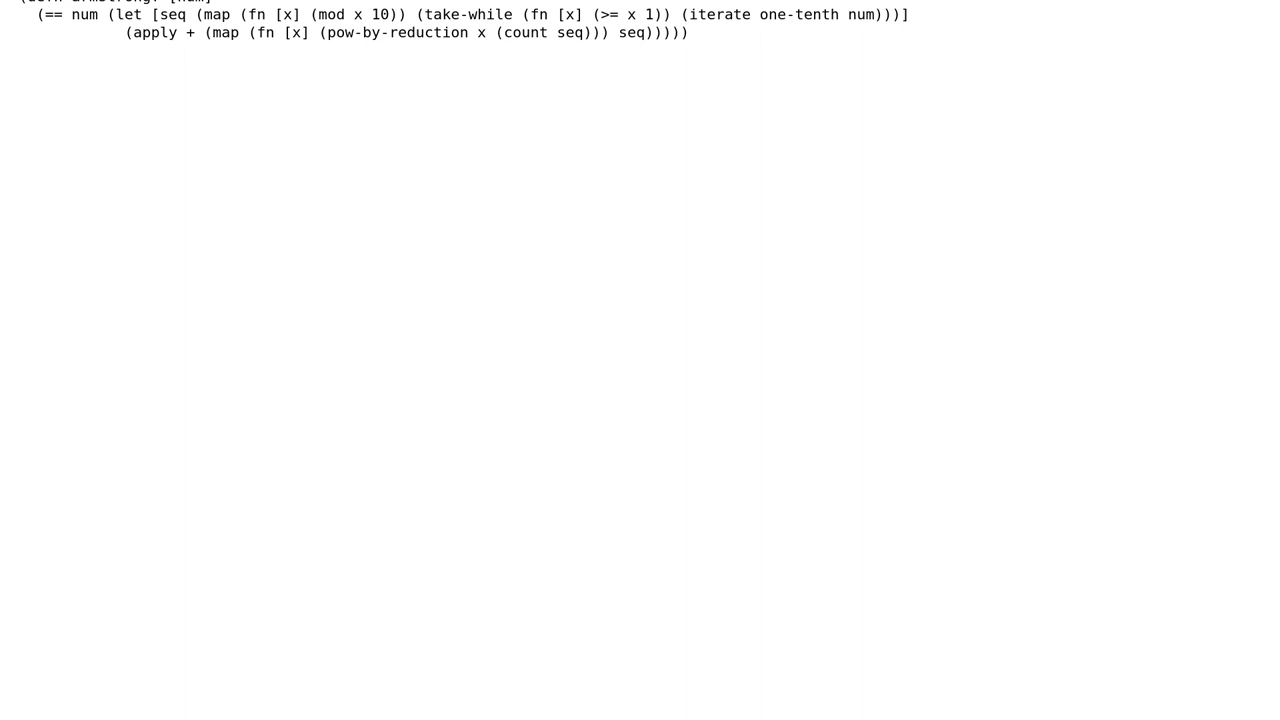 (== num (let [seq (map (fn [x] (mod x 10)) (take-while (fn [x] (>= x 1)) (iterate one-tenth num)))]
(apply + (map (fn [x] (pow-by-reduction x (count seq))) seq)))))